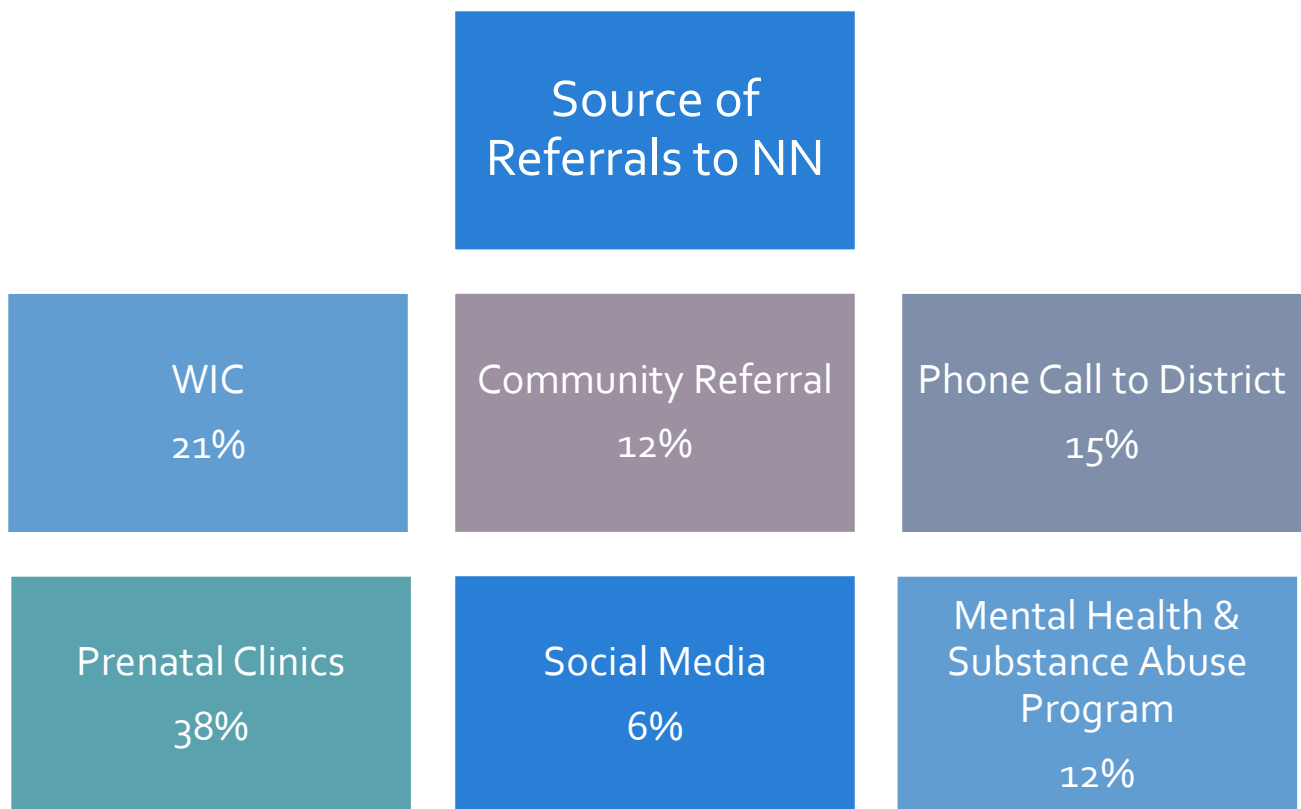 Source of
Referrals to NN
WIC
21%
Community Referral
12%
Phone Call to District
15%
Prenatal Clinics
38%
Social Media
6%
Mental Health &
Substance Abuse
Program
12%